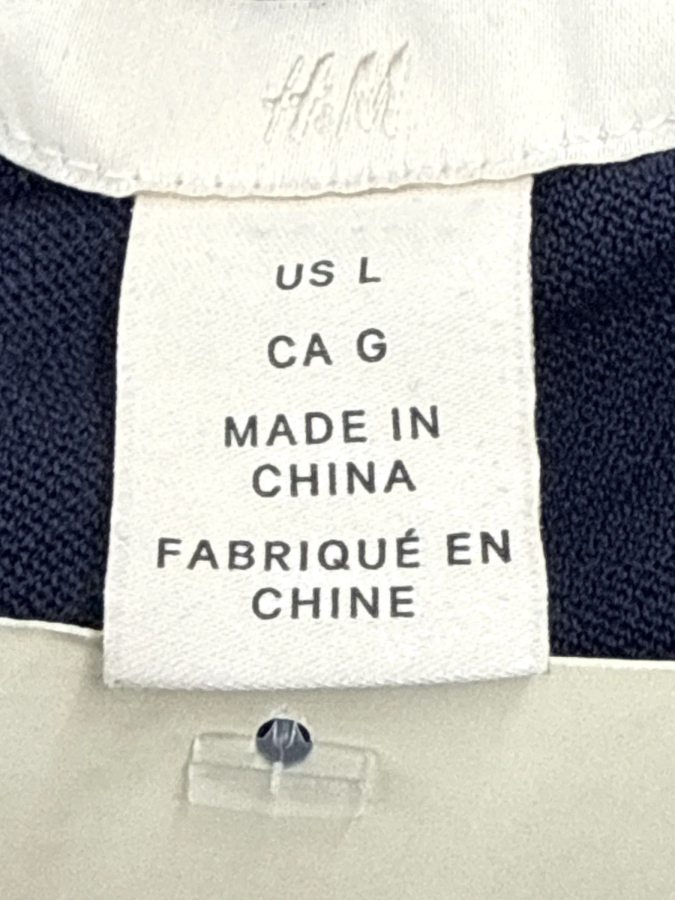 H&M
US L
CA G
MADE IN
CHINA
FABRIQUÉ EN
CHINE